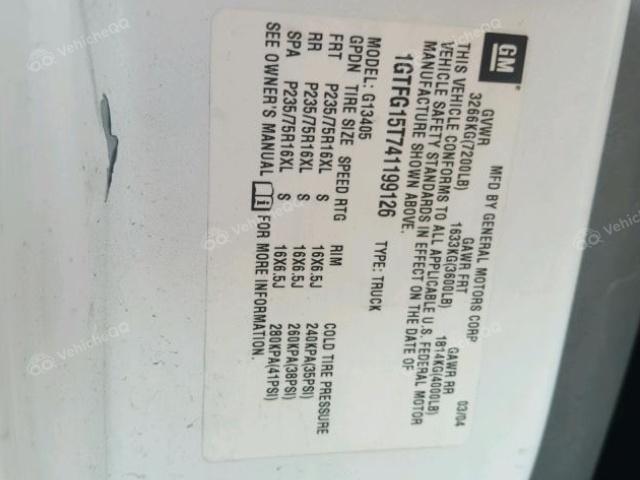 GM
MFD BY GENERAL MOTORS CORP 03/04
GVWR GAWR FRT GAWR RR
3266KG(7200LB) 1633KG(3600LB) 1814KG(4000LB)
THIS VEHICLE CONFORMS TO ALL APPLICABLE U.S. FEDERAL MOTOR
VEHICLE SAFETY STANDARDS IN EFFECT ON THE DATE OF
MANUFACTURE SHOWN ABOVE.
1GTFG15T741199126 TYPE: TRUCK
MODEL: G13405
GPDN TIRE SIZE SPEED RTG RIM COLD TIRE PRESSURE
FRT P235/75R16XL S 16X6.5J 240KPA(35PSI)
RR P235/75R16XL S 16X6.5J 260KPA(38PSI)
SPA P235/75R16XL S 16X6.5J 280KPA(41PSI)
SEE OWNER'S MANUAL FOR MORE INFORMATION.
VehicleQQ